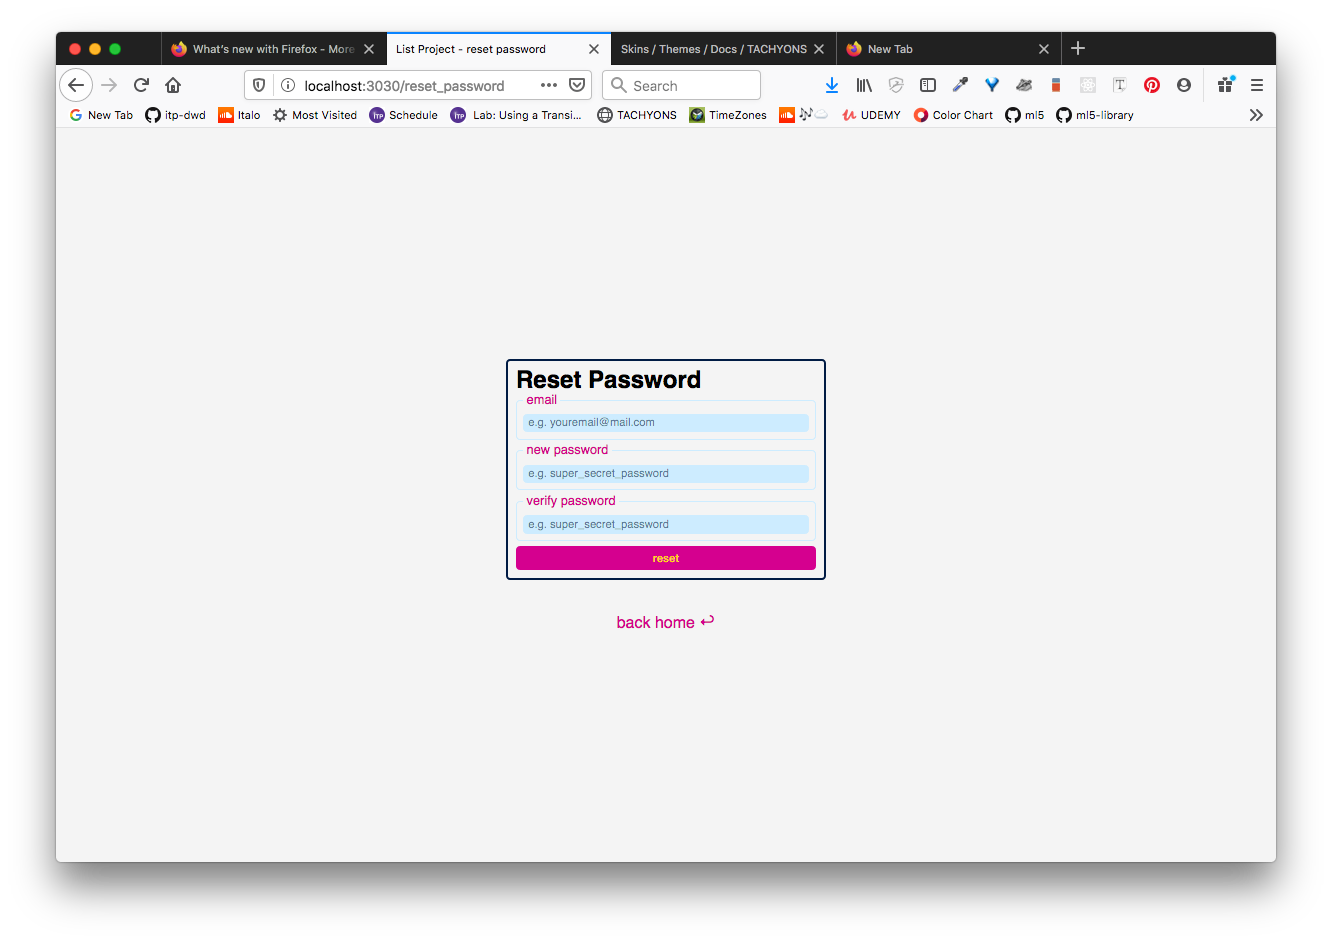 What's new with Firefox - More
List Project - reset password
Skins / Themes / Docs / TACHYONS
New Tab
localhost:3030/reset_password
Search
New Tab
itp-dwd
Italo
Most Visited
Schedule
Lab: Using a Transi...
TACHYONS
TimeZones
UDEMY
Color Chart
ml5
ml5-library
Reset Password
email
e.g. youremail@mail.com
new password
e.g. super_secret_password
verify password
e.g. super_secret_password
reset
back home ↩